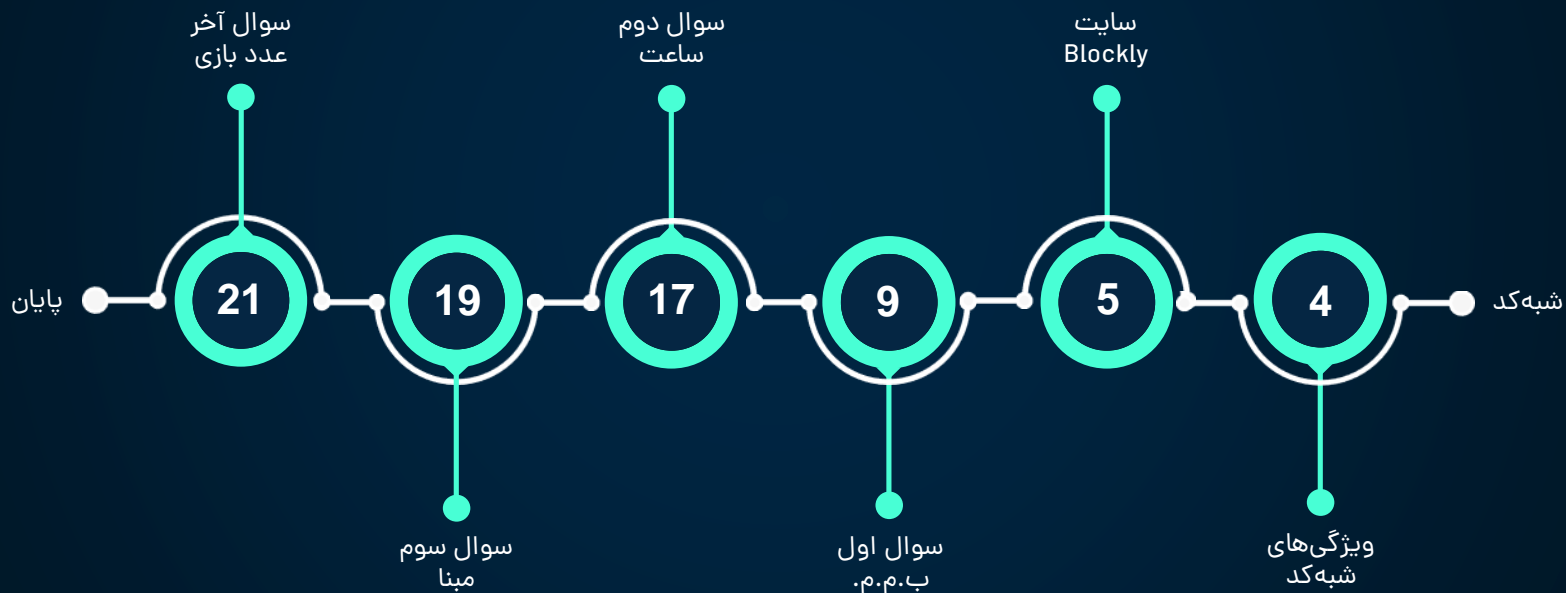 شبه‌کد
4
ویژگی‌های
شبه‌کد
سایت
Blockly
5
9
سوال اول
ب.م.م.
سوال دوم
ساعت
17
19
سوال سوم
مبنا
سوال آخر
عدد بازی
21
پایان